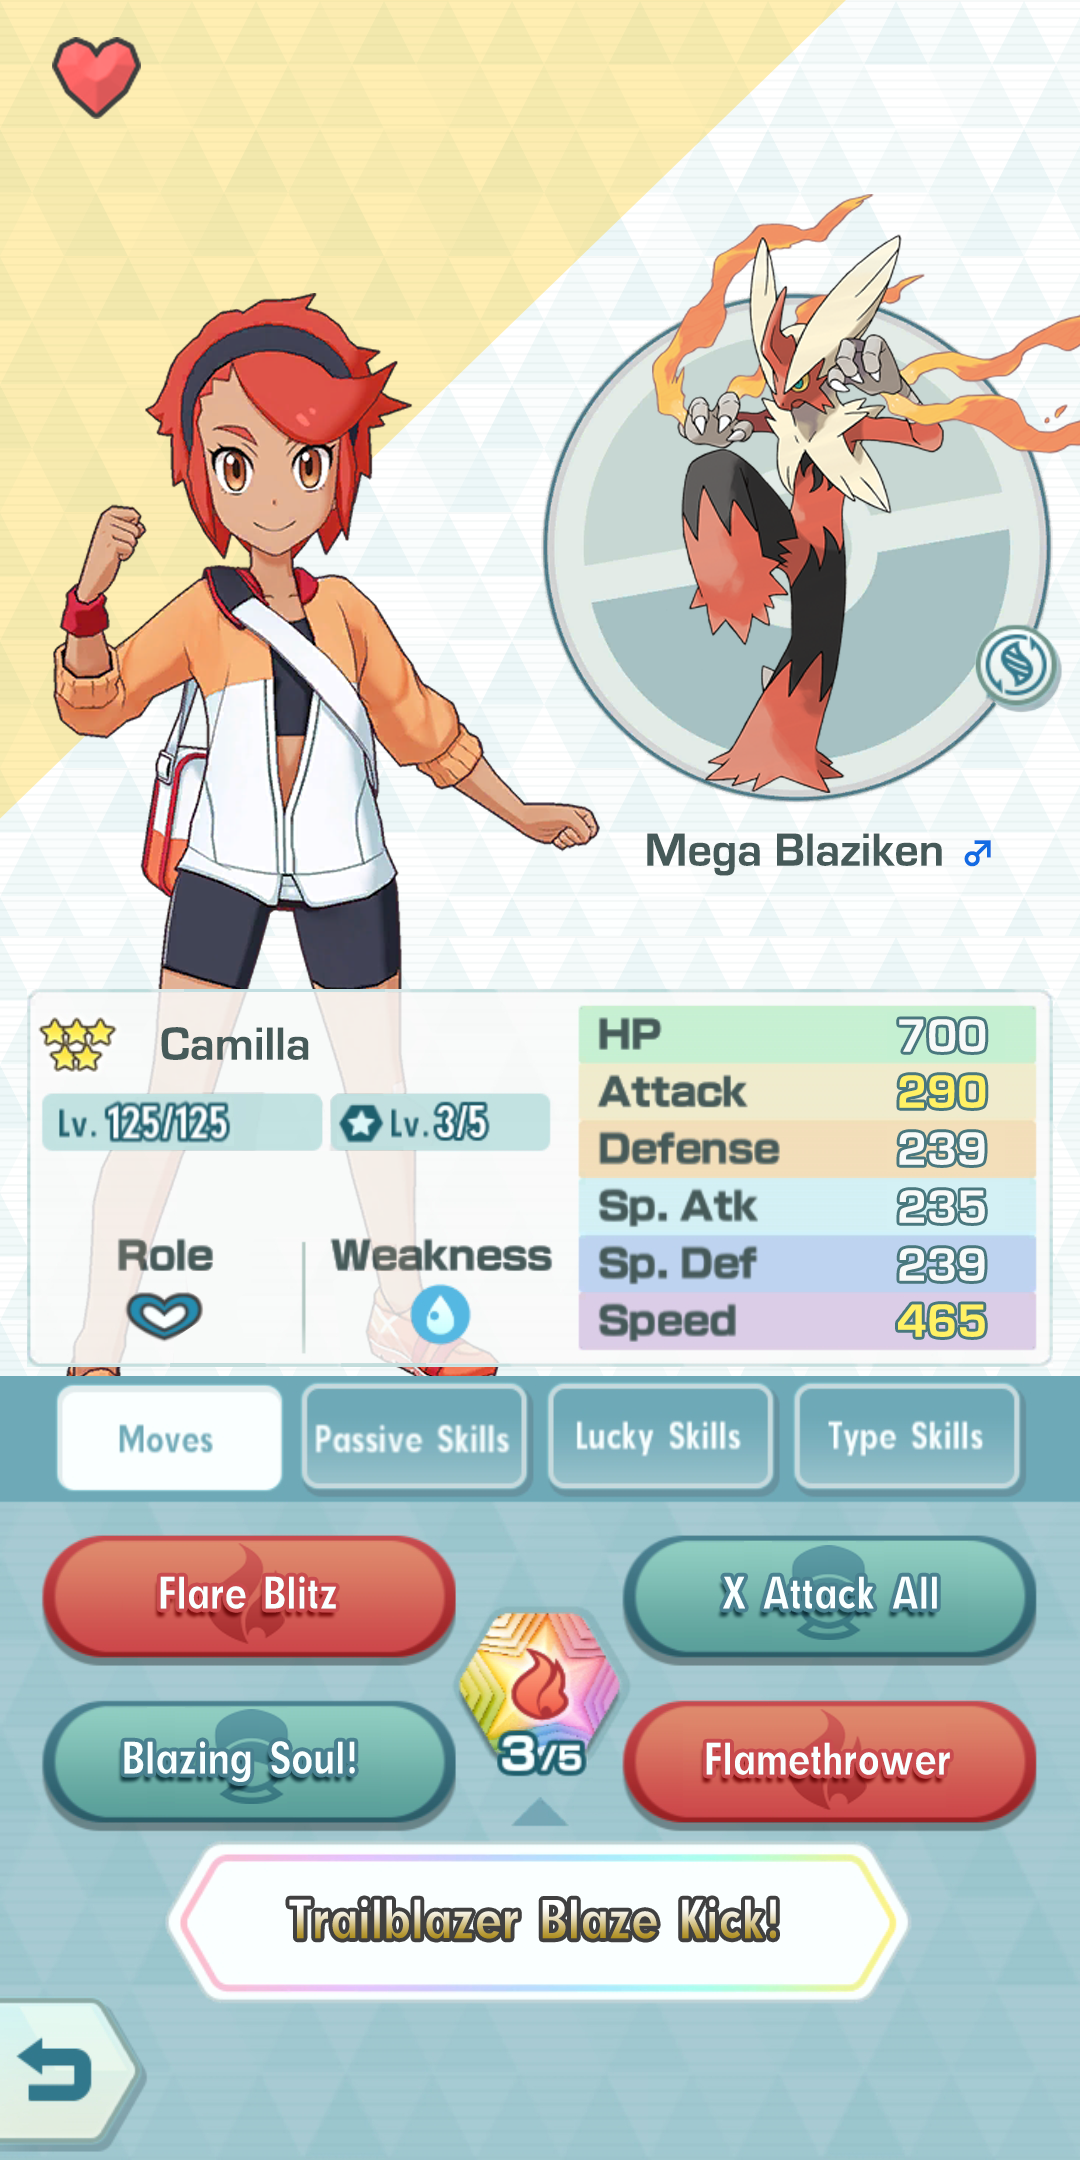 Mega Blaziken ♂
Camilla
Lv. 125/125
Lv. 3/5
Role
Weakness
HP 700
Attack 290
Defense 239
Sp. Atk 235
Sp. Def 239
Speed 465
Moves
Passive Skills
Lucky Skills
Type Skills
Flare Blitz
X Attack All
3/5
Blazing Soul!
Flamethrower
Trailblazer Blaze Kick!